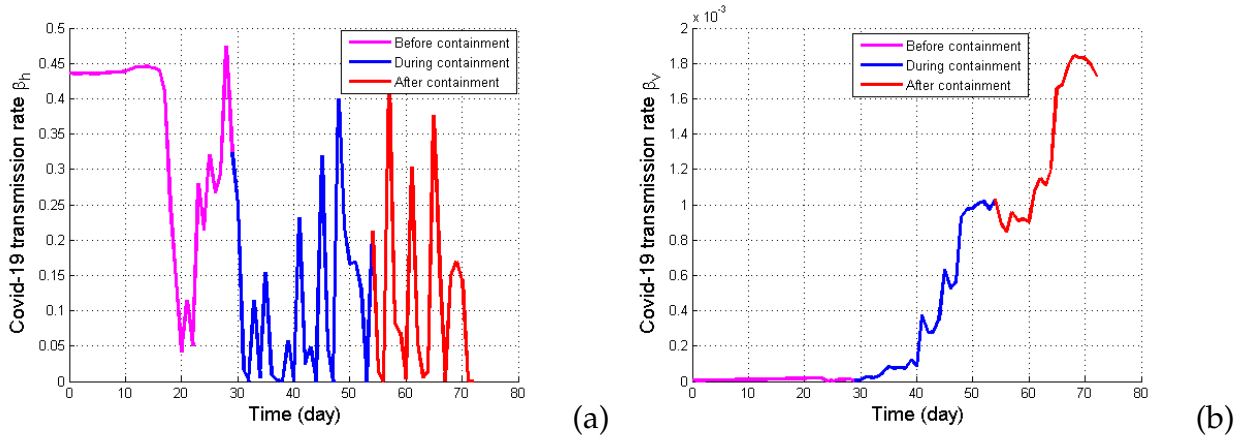 0.5
0.45
0.4
0.35
0.3
0.25
0.2
0.15
0.1
0.05
0
Covid-19 transmission rate βh
Before containment
During containment
After containment
0 10 20 30 40 50 60 70 80
Time (day)
(a)
x 10^-3
2
1.8
1.6
1.4
1.2
1
0.8
0.6
0.4
0.2
0
Covid-19 transmission rate βv
Before containment
During containment
After containment
0 10 20 30 40 50 60 70 80
Time (day)
(b)